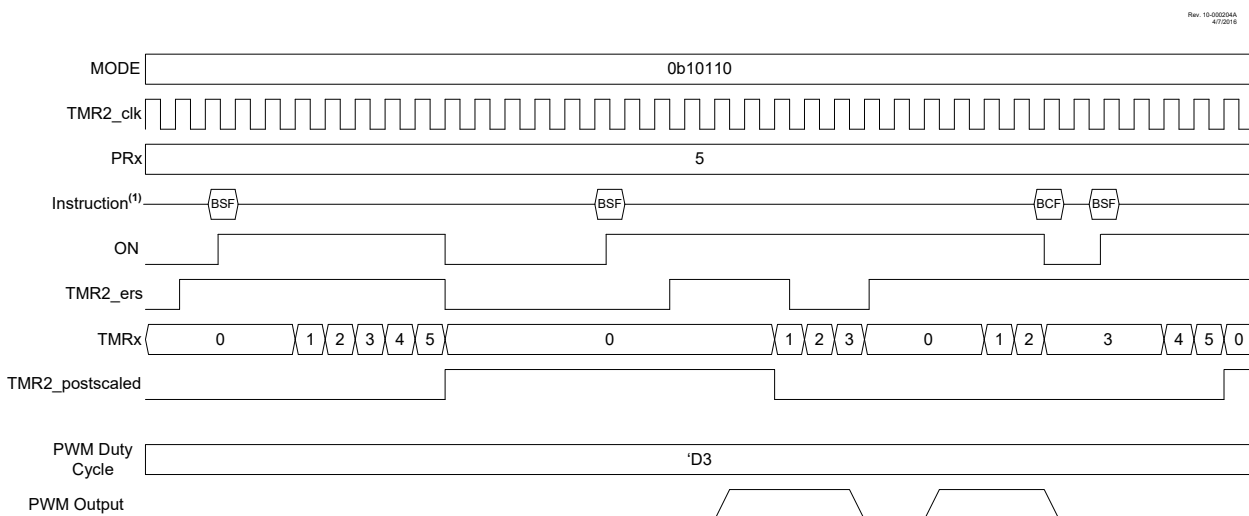 Rev. 10-000204A
4/7/2016
MODE 0b10110
TMR2_clk
PRx 5
Instruction(1) BSF BSF BCF BSF
ON
TMR2_ers
TMRx 0 1 2 3 4 5 0 1 2 3 0 1 2 3 4 5 0
TMR2_postscaled
PWM Duty
Cycle
‘D3
PWM Output